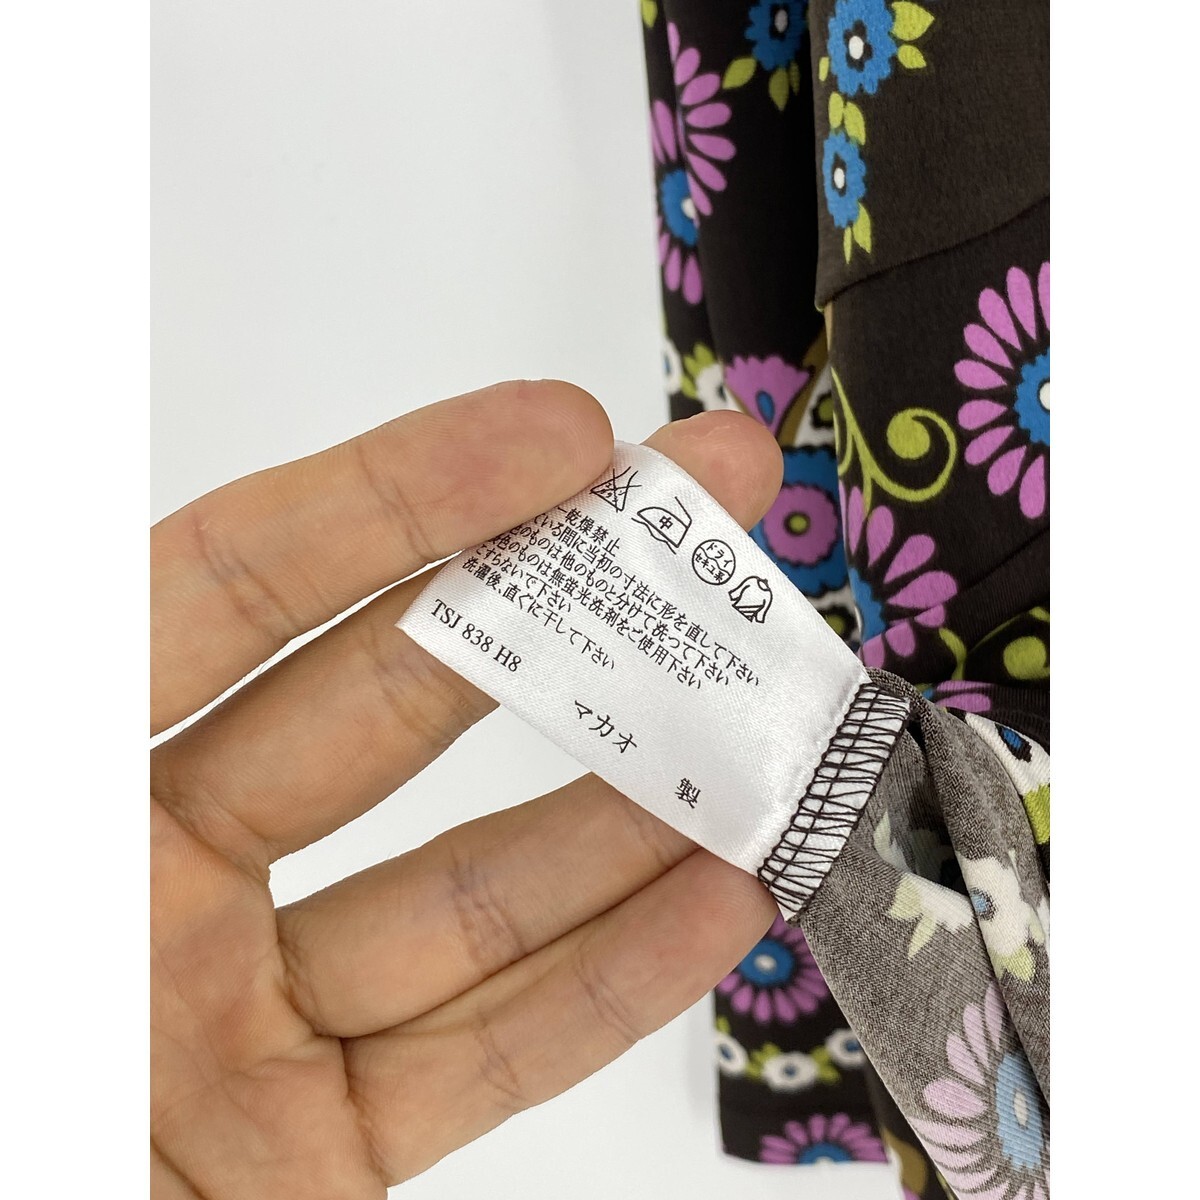 中
ドライ
セキユ系
ー乾燥禁止
ている間に当初の寸法に形を直して下さい
色のものは他のものと分けて洗って下さい
色のものは無蛍光洗剤をご使用下さい
ですらないで下さい
洗濯後、直ぐに干して下さい
TSJ 838 H8
マカオ 製